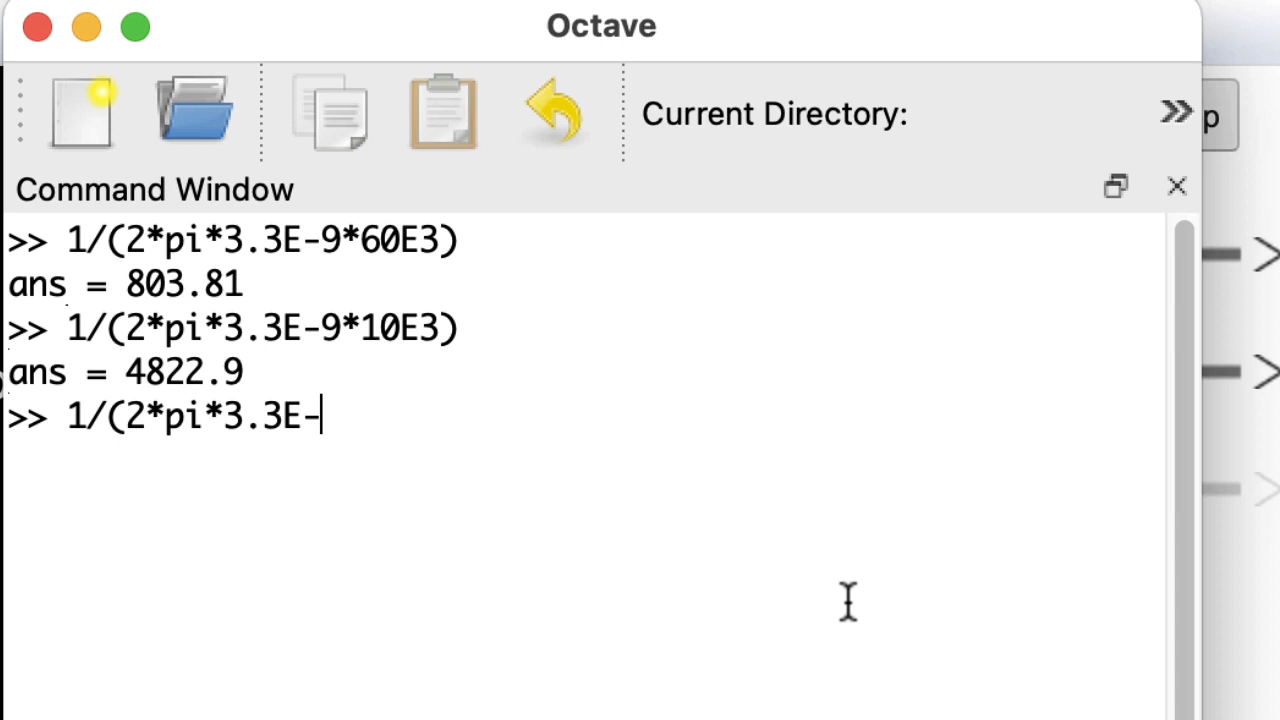 Octave
Current Directory:
p
Command Window
>> 1/(2*pi*3.3E-9*60E3)
ans = 803.81
>> 1/(2*pi*3.3E-9*10E3)
ans = 4822.9
>> 1/(2*pi*3.3E-